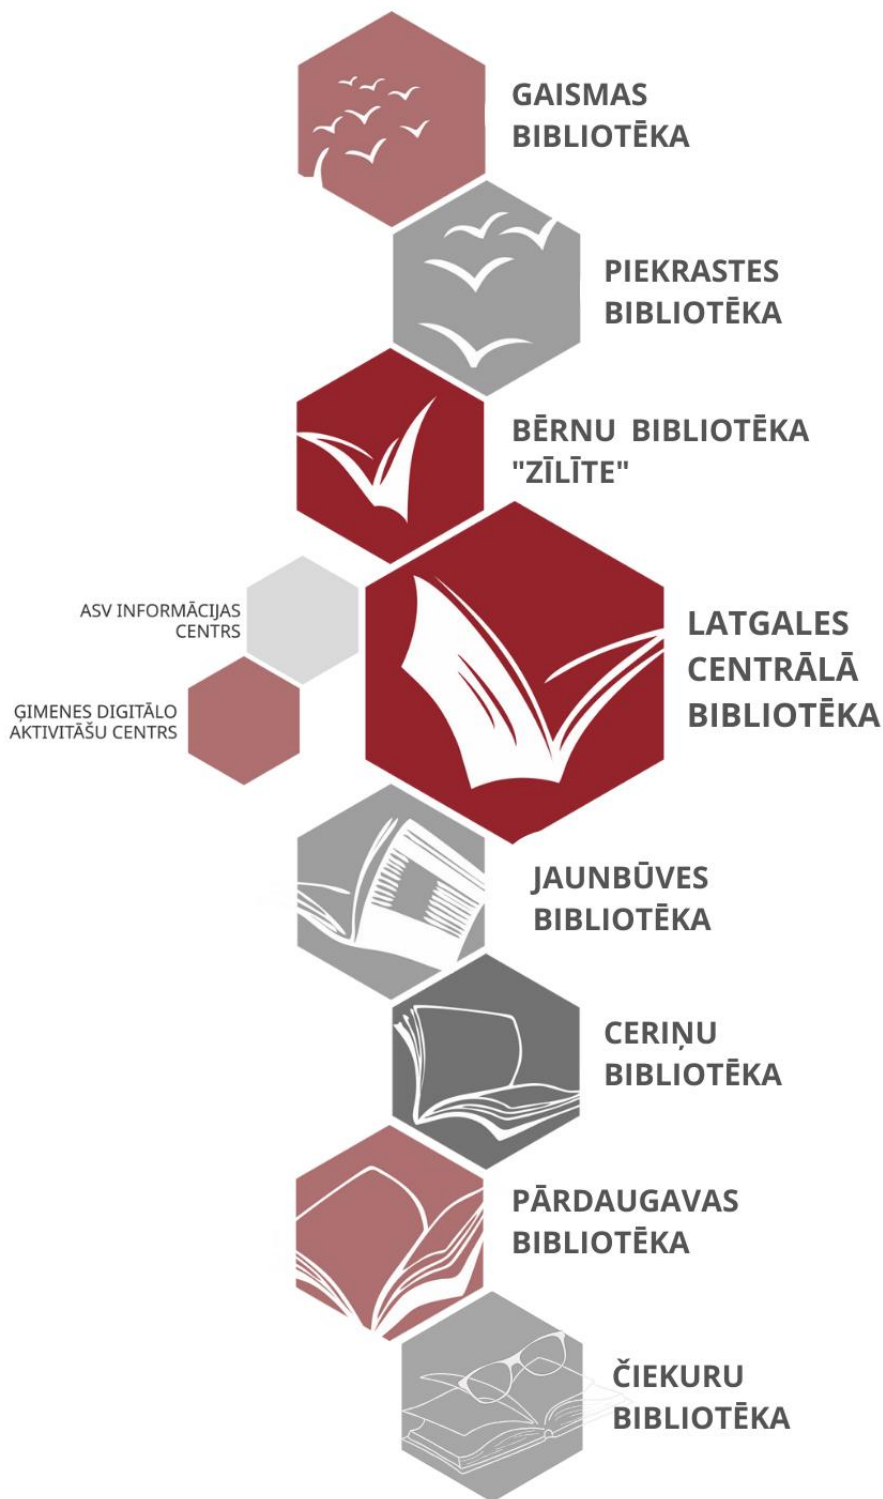 GAISMAS
BIBLIOTĒKA
PIEKRASTES
BIBLIOTĒKA
BĒRNU BIBLIOTĒKA
"ZĪLĪTE"
ASV INFORMĀCIJAS
CENTRS
ĢIMENES DIGITĀLO
AKTIVITĀŠU CENTRS
LATGALES
CENTRĀLĀ
BIBLIOTĒKA
JAUNBŪVES
BIBLIOTĒKA
CERIŅU
BIBLIOTĒKA
PĀRDAUGAVAS
BIBLIOTĒKA
ČIEKURU
BIBLIOTĒKA